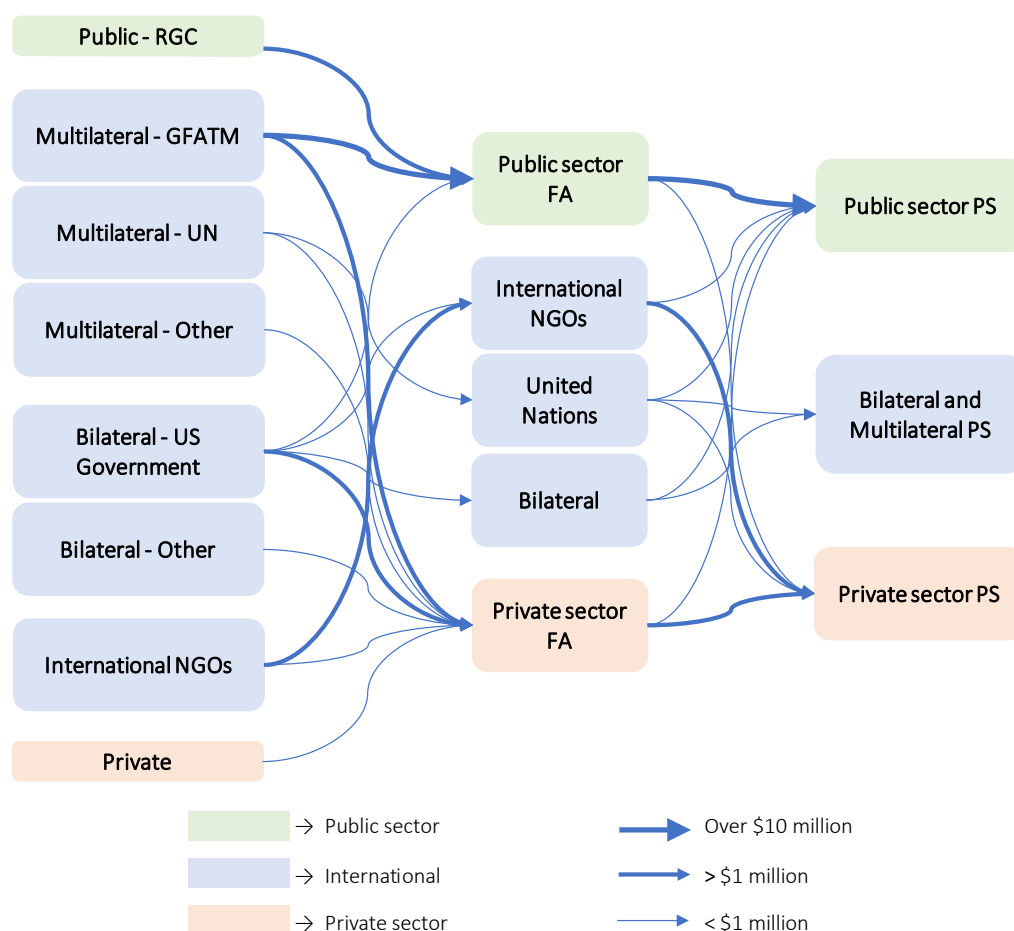 Public - RGC
Multilateral - GFATM
Multilateral - UN
Multilateral - Other
Bilateral - US
Government
Bilateral - Other
International NGOs
Private
Public sector
FA
International
NGOs
United
Nations
Bilateral
Private sector
FA
Public sector PS
Bilateral and
Multilateral PS
Private sector PS
→ Public sector
→ International
→ Private sector
Over $10 million
> $1 million
< $1 million